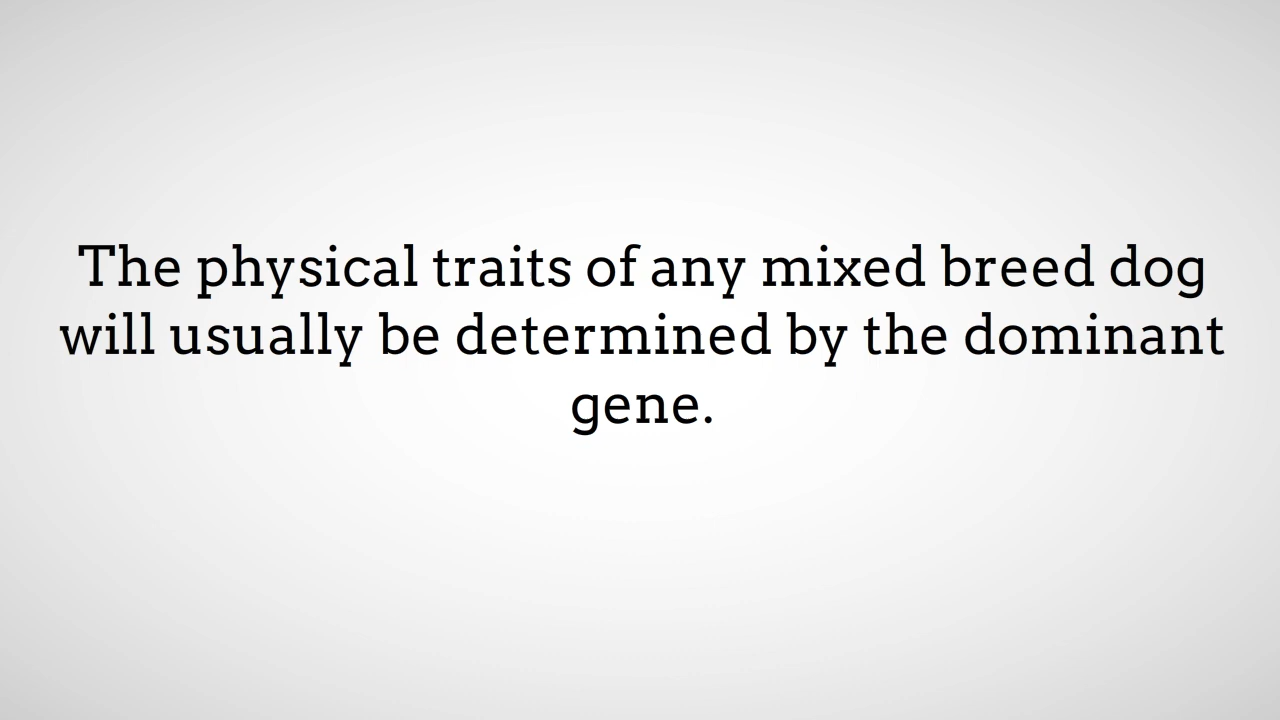 The physical traits of any mixed breed dog
will usually be determined by the dominant
gene.